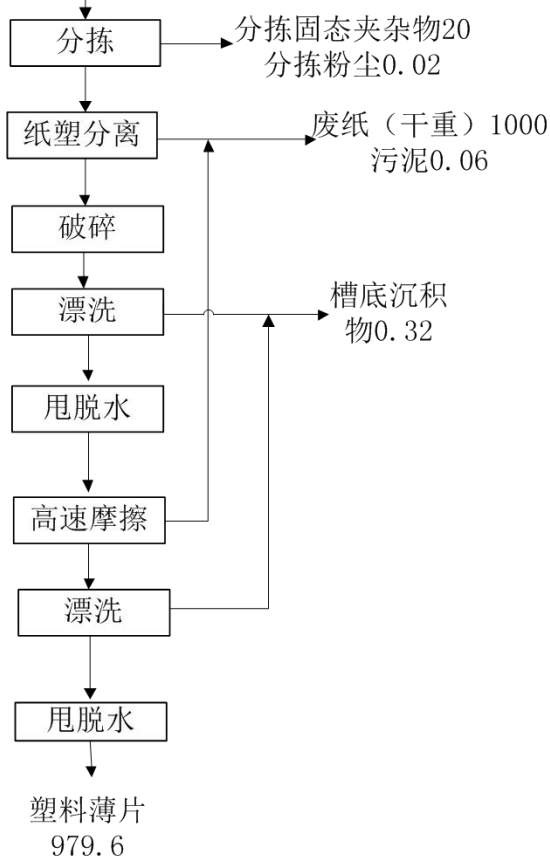 分拣
分拣固态夹杂物20
分拣粉尘0.02
纸塑分离
废纸（干重）1000
污泥0.06
破碎
漂洗
槽底沉积
物0.32
甩脱水
高速摩擦
漂洗
甩脱水
塑料薄片
979.6